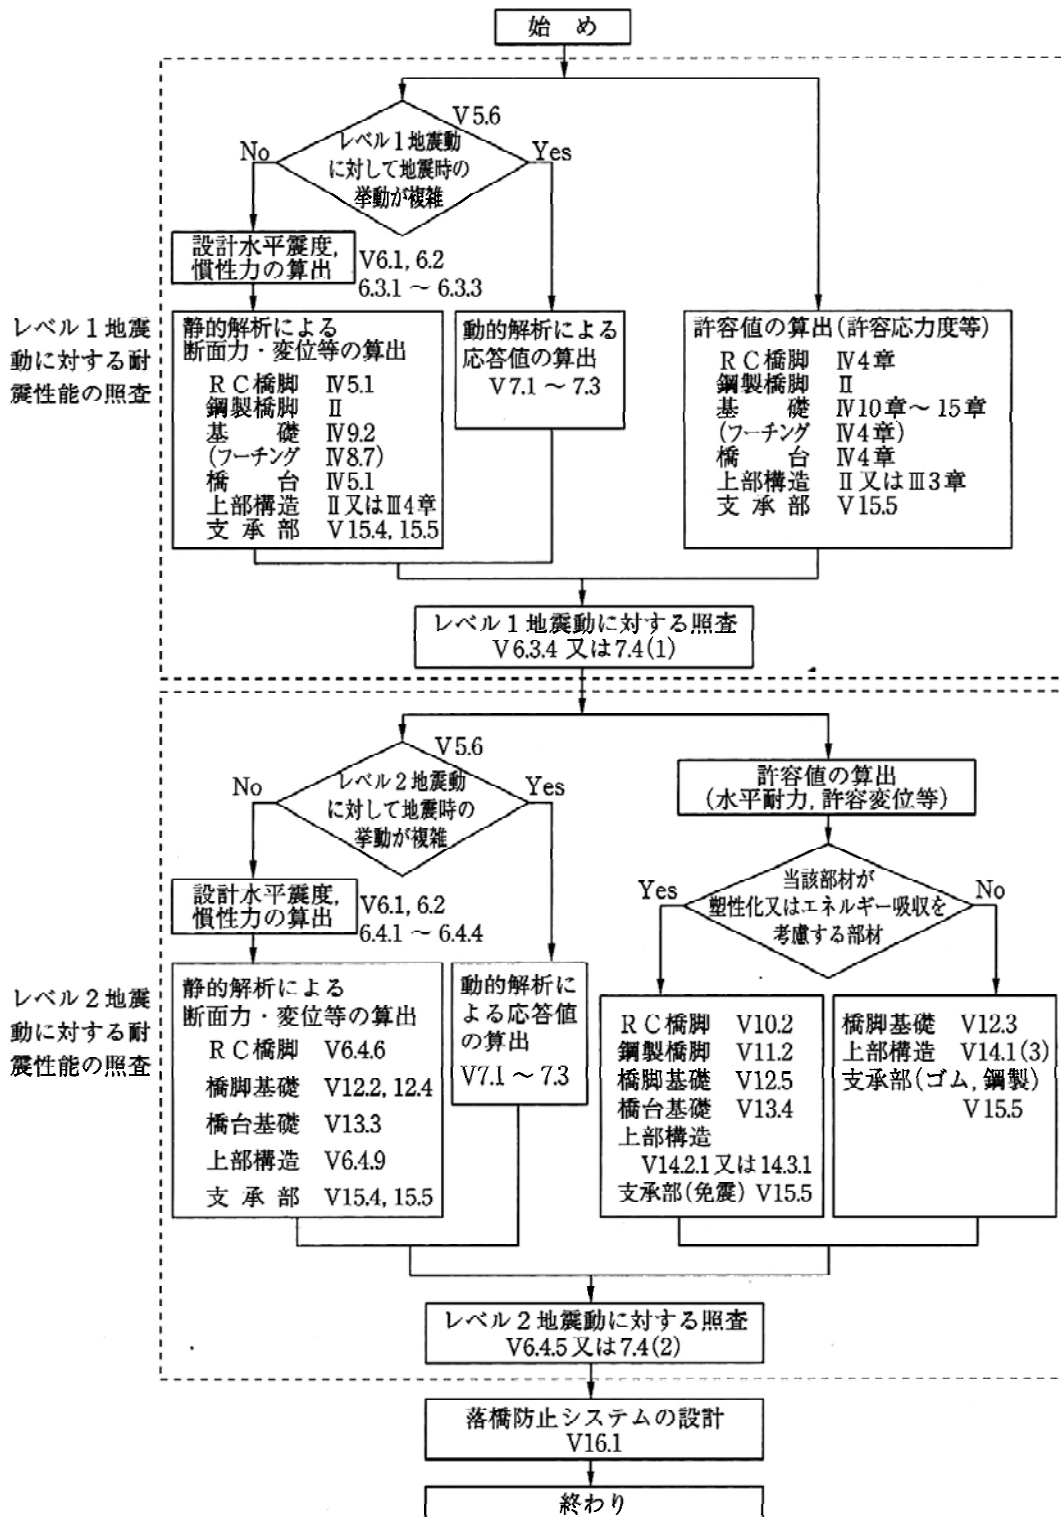 始　め
V5.6
レベル1地震動
に対して地震時の
挙動が複雑
No
Yes
設計水平震度,
慣性力の算出
V6.1, 6.2
6.3.1 ～ 6.3.3
レベル1地震
動に対する耐
震性能の照査
静的解析による
断面力・変位等の算出
RC橋脚　Ⅳ5.1
鋼製橋脚　Ⅱ
基　　礎　Ⅳ9.2
(フーチング　Ⅳ8.7)
橋　　台　Ⅳ5.1
上部構造　Ⅱ又はⅢ4章
支 承 部　V15.4, 15.5
動的解析による
応答値の算出
V7.1 ～ 7.3
許容値の算出(許容応力度等)
RC橋脚　Ⅳ4章
鋼製橋脚　Ⅱ
基　　礎　Ⅳ10章～15章
(フーチング　Ⅳ4章)
橋　　台　Ⅳ4章
上部構造　Ⅱ又はⅢ3章
支 承 部　V15.5
レベル1地震動に対する照査
V6.3.4 又は7.4(1)
V5.6
レベル2地震動
に対して地震時の
挙動が複雑
No
Yes
設計水平震度,
慣性力の算出
V6.1, 6.2
6.4.1 ～ 6.4.4
レベル2地震
動に対する耐
震性能の照査
静的解析による
断面力・変位等の算出
RC橋脚　V6.4.6
橋脚基礎　V12.2, 12.4
橋台基礎　V13.3
上部構造　V6.4.9
支 承 部　V15.4, 15.5
動的解析に
よる応答値
の算出
V7.1 ～ 7.3
許容値の算出
(水平耐力, 許容変位等)
当該部材が
塑性化又はエネルギー吸収を
考慮する部材
Yes
No
RC橋脚　V10.2
鋼製橋脚　V11.2
橋脚基礎　V12.5
橋台基礎　V13.4
上部構造
V14.2.1又は14.3.1
支承部(免震) V15.5
橋脚基礎　V12.3
上部構造　V14.1(3)
支承部(ゴム, 鋼製)
V15.5
レベル2地震動に対する照査
V6.4.5又は7.4(2)
落橋防止システムの設計
V16.1
終わり